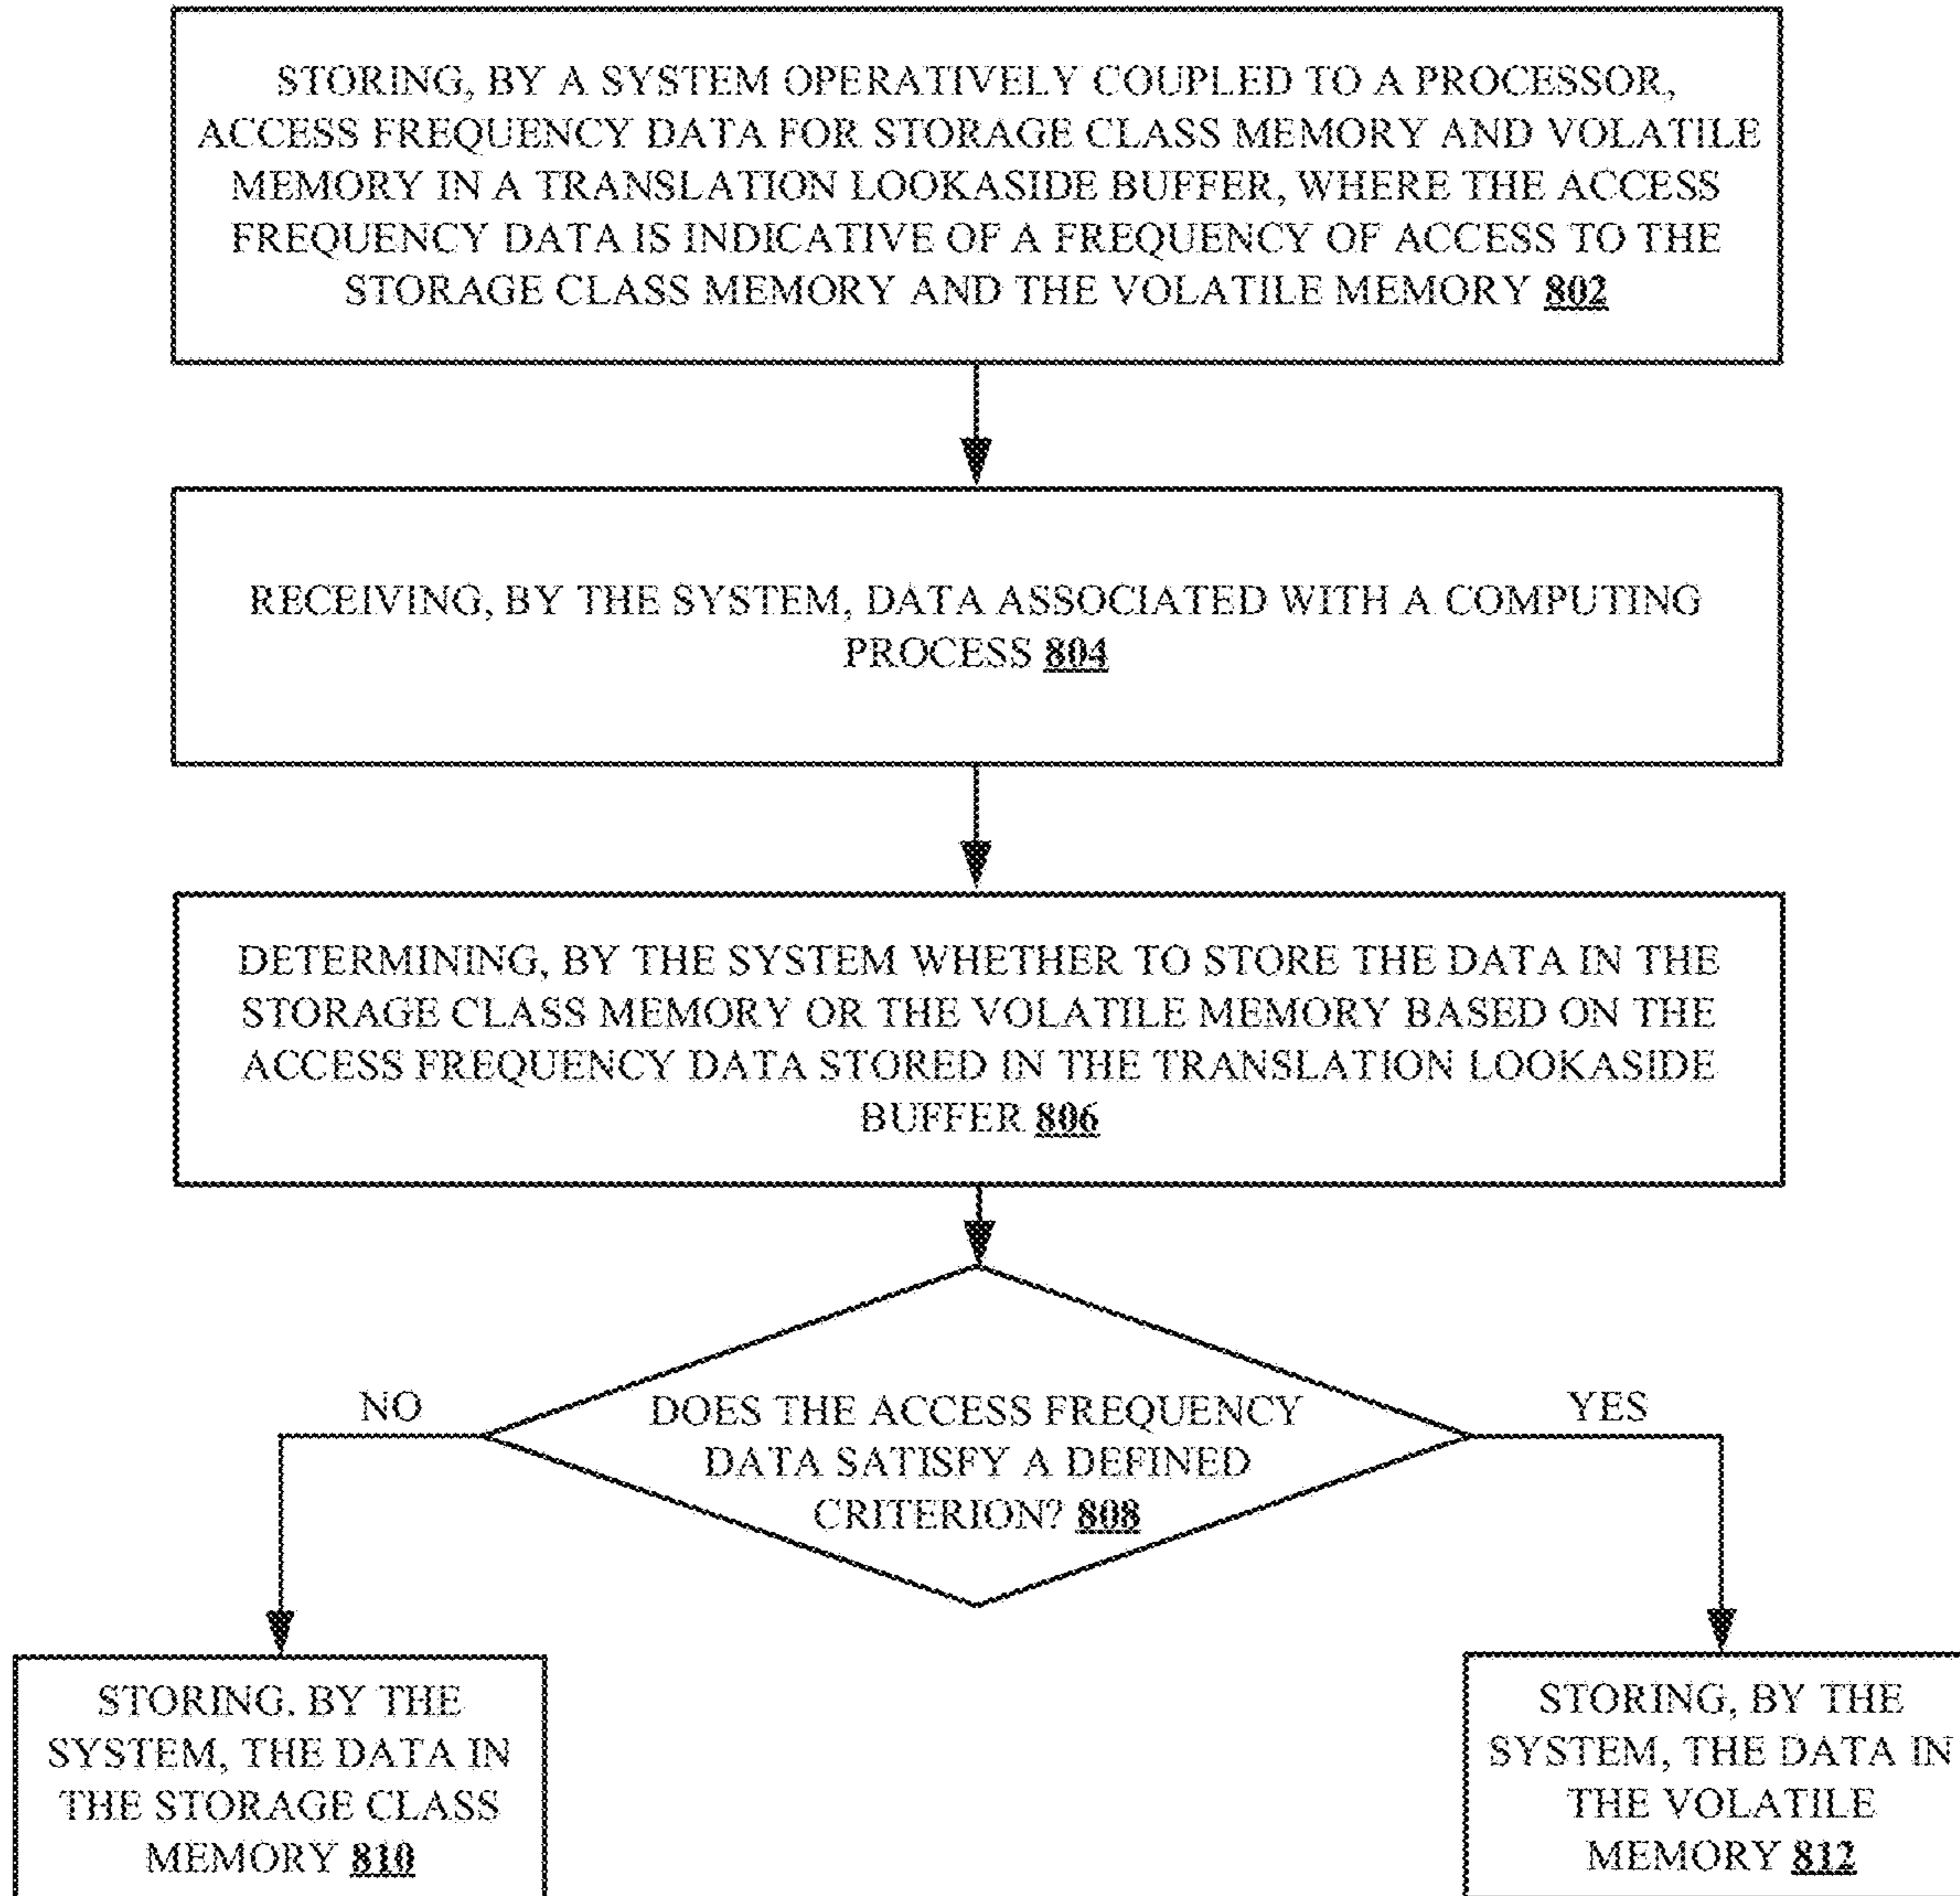 STORING, BY A SYSTEM OPERATIVELY COUPLED TO A PROCESSOR,
ACCESS FREQUENCY DATA FOR STORAGE CLASS MEMORY AND VOLATILE
MEMORY IN A TRANSLATION LOOKASIDE BUFFER, WHERE THE ACCESS
FREQUENCY DATA IS INDICATIVE OF A FREQUENCY OF ACCESS TO THE
STORAGE CLASS MEMORY AND THE VOLATILE MEMORY 802
RECEIVING, BY THE SYSTEM, DATA ASSOCIATED WITH A COMPUTING
PROCESS 804
DETERMINING, BY THE SYSTEM WHETHER TO STORE THE DATA IN THE
STORAGE CLASS MEMORY OR THE VOLATILE MEMORY BASED ON THE
ACCESS FREQUENCY DATA STORED IN THE TRANSLATION LOOKASIDE
BUFFER 806
NO
DOES THE ACCESS FREQUENCY
DATA SATISFY A DEFINED
CRITERION? 808
YES
STORING. BY THE
SYSTEM, THE DATA IN
THE STORAGE CLASS
MEMORY 810
STORING, BY THE
SYSTEM, THE DATA IN
THE VOLATILE
MEMORY 812